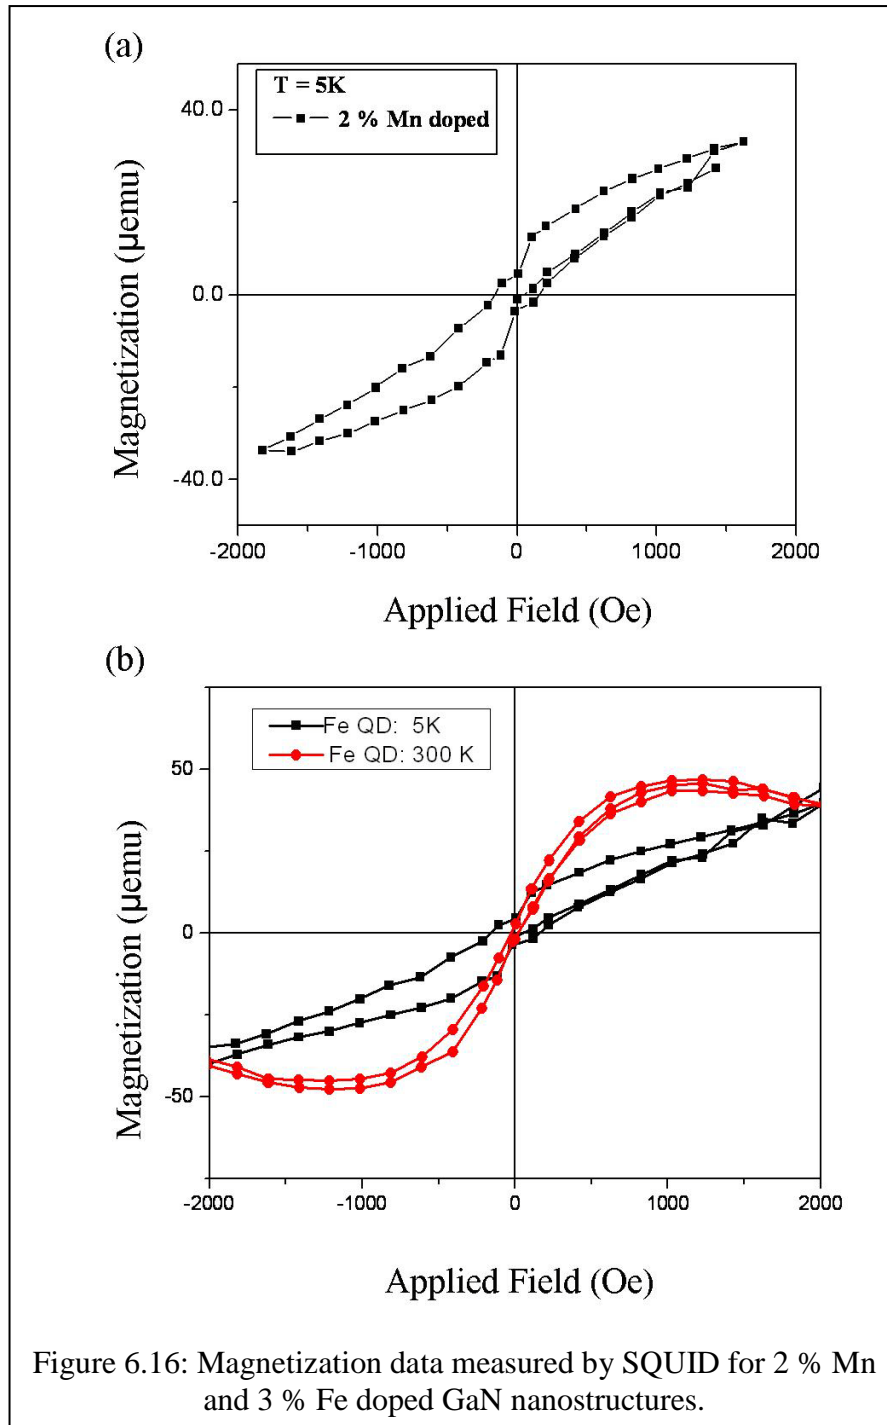 (a)
T = 5K
2 % Mn doped
40.0
0.0
-40.0
Magnetization (µemu)
-2000 -1000 0 1000 2000
Applied Field (Oe)
(b)
Fe QD: 5K
Fe QD: 300 K
50
0
-50
Magnetization (µemu)
-2000 -1000 0 1000 2000
Applied Field (Oe)
Figure 6.16: Magnetization data measured by SQUID for 2 % Mn
and 3 % Fe doped GaN nanostructures.